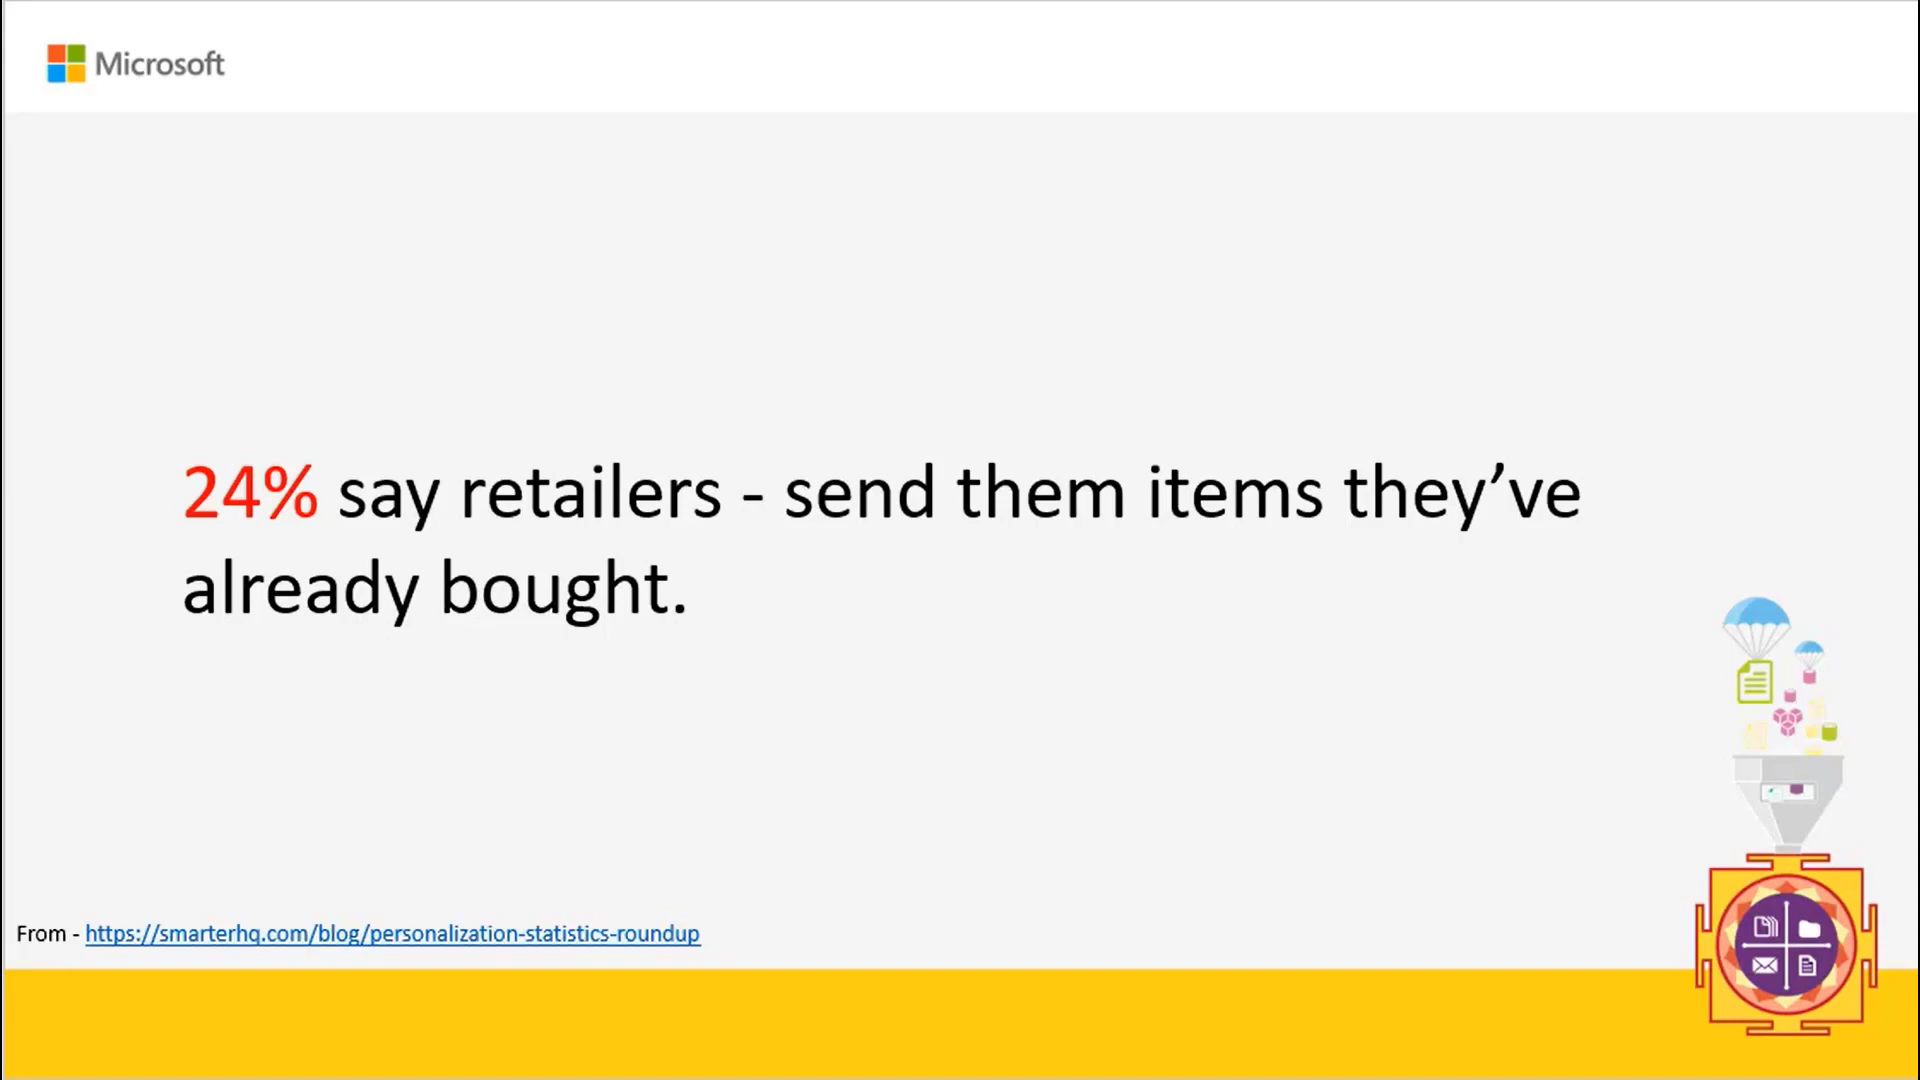 Microsoft
24% say retailers - send them items they’ve
already bought.
From - https://smarterhq.com/blog/personalization-statistics-roundup